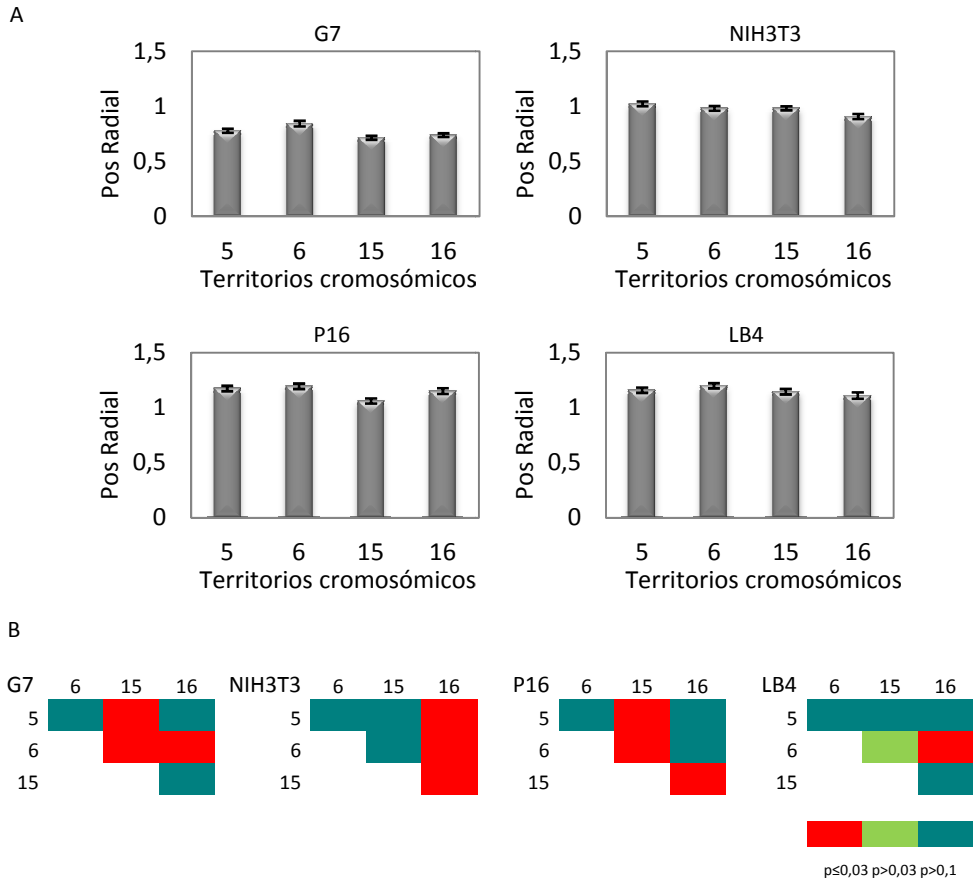 A
G7
1,5
1
0,5
0
Pos Radial
5 6 15 16
Territorios cromosómicos
NIH3T3
1,5
1
0,5
0
Pos Radial
5 6 15 16
Territorios cromosómicos
P16
1,5
1
0,5
0
Pos Radial
5 6 15 16
Territorios cromosómicos
LB4
1,5
1
0,5
0
Pos Radial
5 6 15 16
Territorios cromosómicos
B
G7 6 15 16
5
6
15
NIH3T3 6 15 16
5
6
15
P16 6 15 16
5
6
15
LB4 6 15 16
5
6
15
p≤0,03 p>0,03 p>0,1